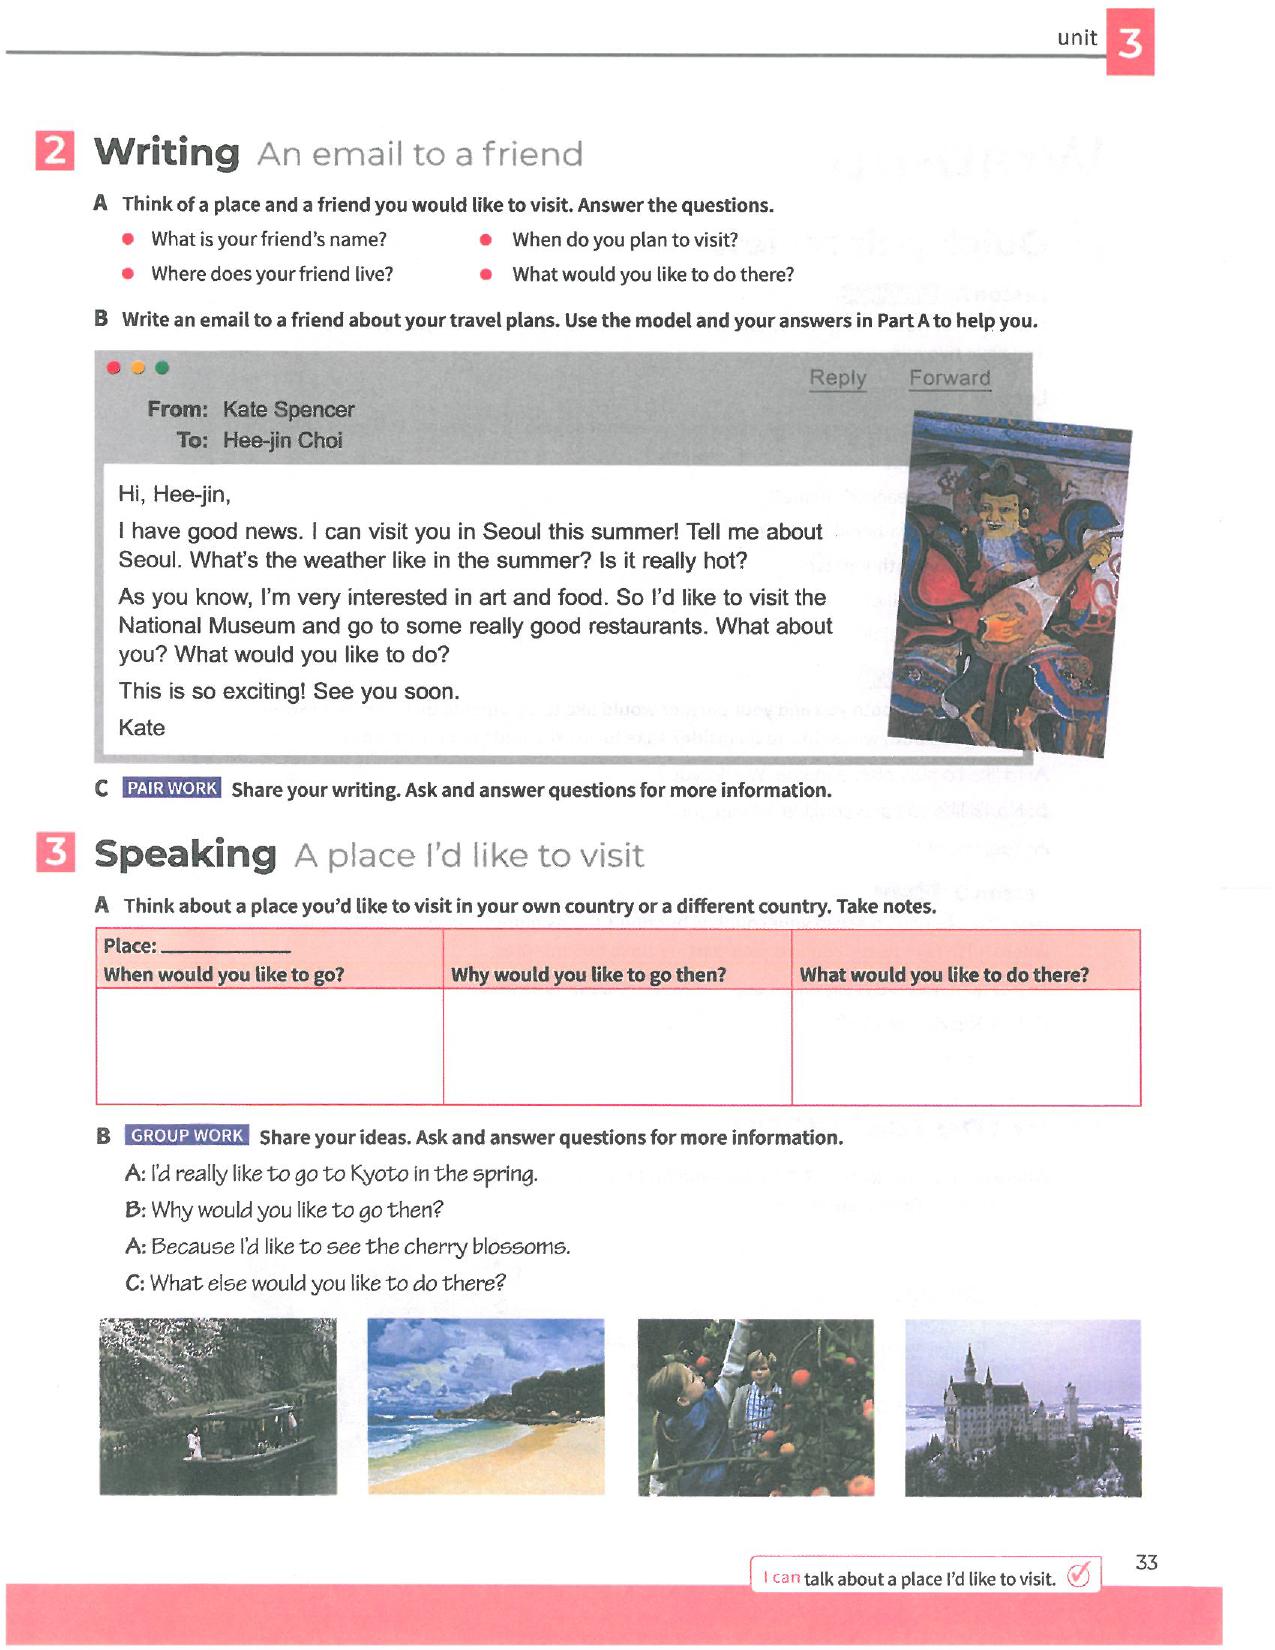 unit 3
2 Writing An email to a friend
A Think of a place and a friend you would like to visit. Answer the questions.
• What is your friend's name?
• When do you plan to visit?
• Where does your friend live?
• What would you like to do there?
B Write an email to a friend about your travel plans. Use the model and your answers in Part A to help you.
Reply Forward
From: Kate Spencer
To: Hee-jin Choi
Hi, Hee-jin,
I have good news. I can visit you in Seoul this summer! Tell me about
Seoul. What's the weather like in the summer? Is it really hot?
As you know, I'm very interested in art and food. So I'd like to visit the
National Museum and go to some really good restaurants. What about
you? What would you like to do?
This is so exciting! See you soon.
Kate
C PAIR WORK Share your writing. Ask and answer questions for more information.
3 Speaking A place I'd like to visit
A Think about a place you'd like to visit in your own country or a different country. Take notes.
Place: ____________
When would you like to go?
Why would you like to go then?
What would you like to do there?
B GROUP WORK Share your ideas. Ask and answer questions for more information.
A: I'd really like to go to Kyoto in the spring.
B: Why would you like to go then?
A: Because I'd like to see the cherry blossoms.
C: What else would you like to do there?
I can talk about a place I'd like to visit.
33